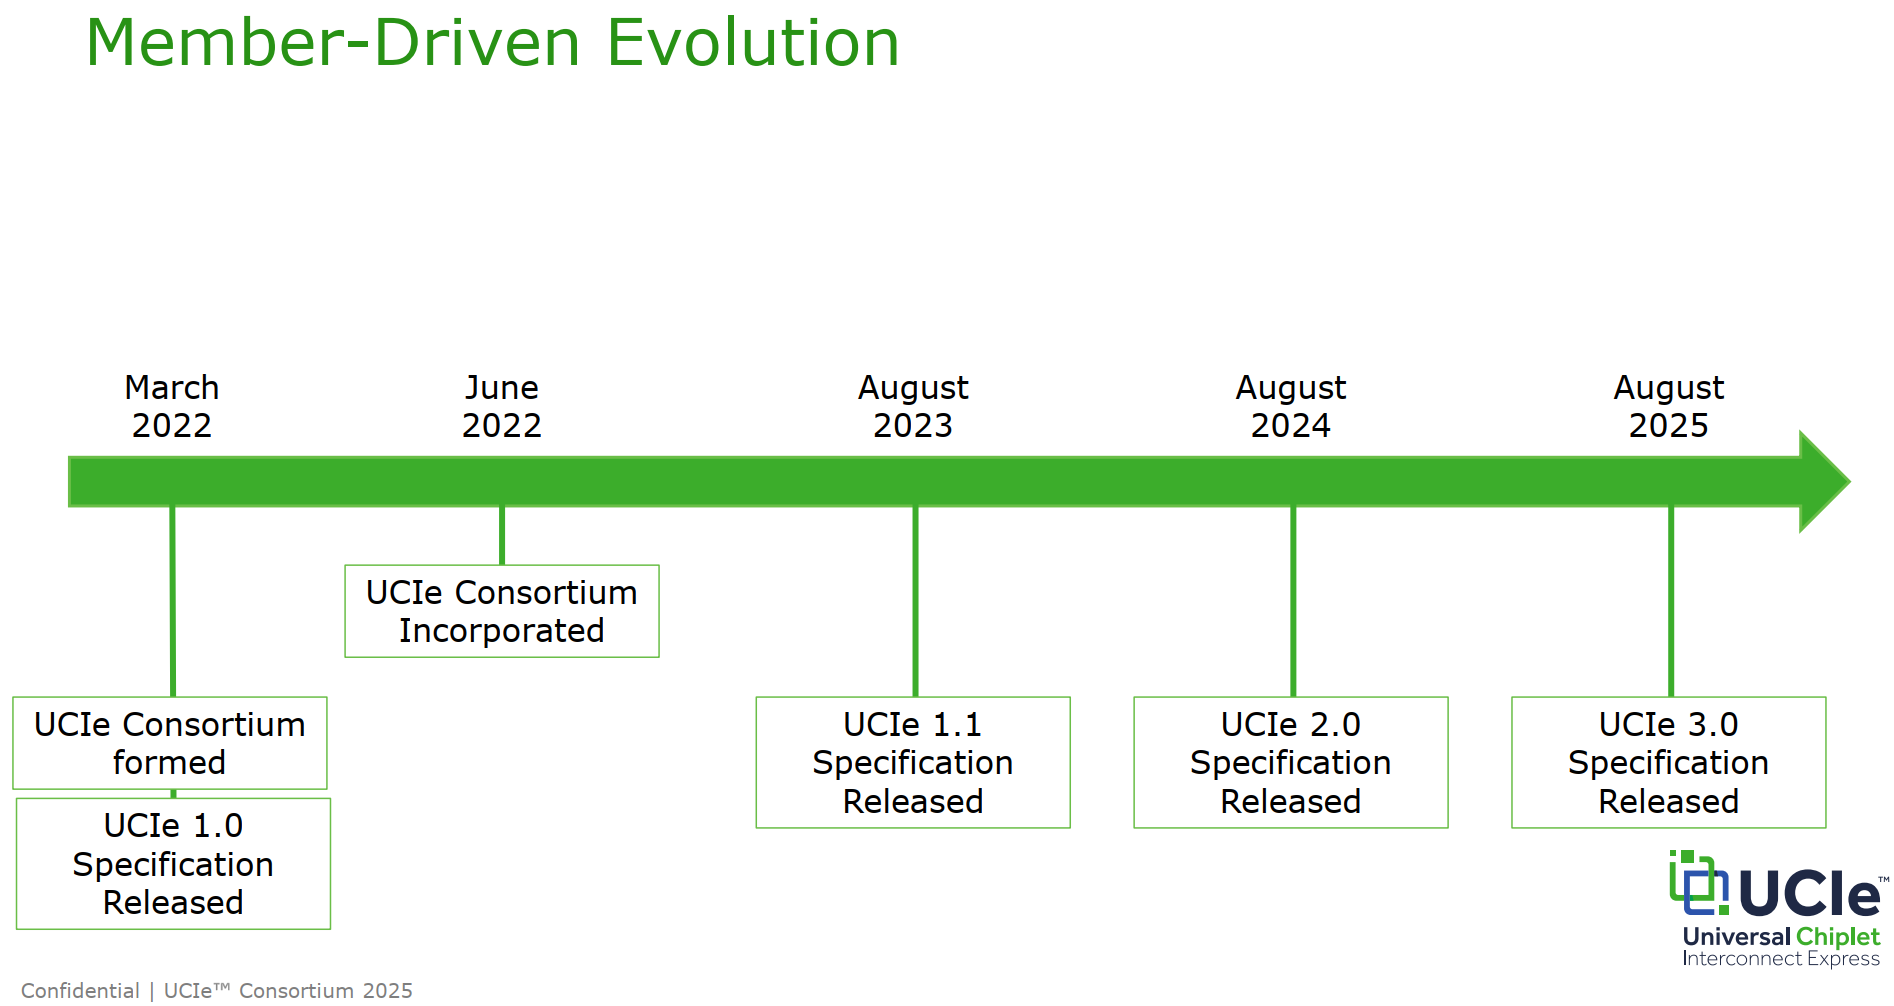 Member-Driven Evolution
March
2022
June
2022
August
2023
August
2024
August
2025
UCIe Consortium
Incorporated
UCIe Consortium
formed
UCIe 1.0
Specification
Released
UCIe 1.1
Specification
Released
UCIe 2.0
Specification
Released
UCIe 3.0
Specification
Released
UCIe™
Universal Chiplet
Interconnect Express
Confidential | UCIe™ Consortium 2025